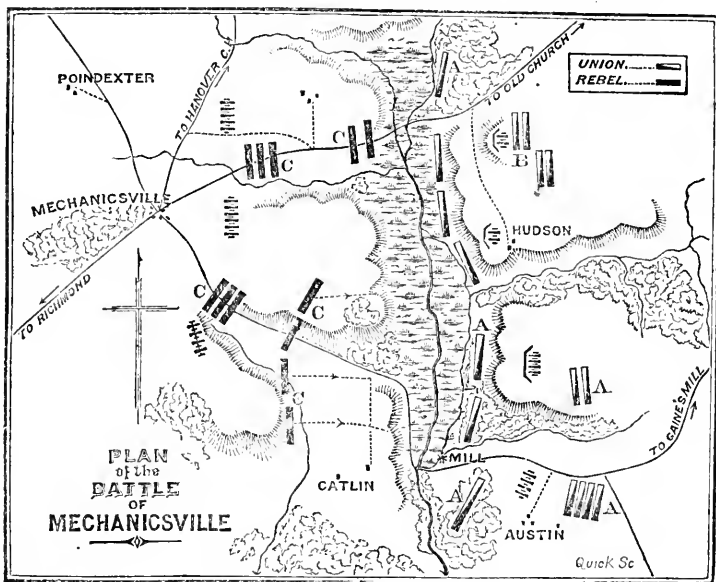 POINDEXTER
TO HENOVER C.H.
TO OLD CHURCH
UNION
REBEL
A
C
C
B
MECHANICSVILLE
HUDSON
TO RICHMOND
C
C
A
A
C
TO GAINE'S MILL
PLAN
of the
BATTLE
OF
MECHANICSVILLE
MILL
CATLIN
A
AUSTIN
A
Quick Sc